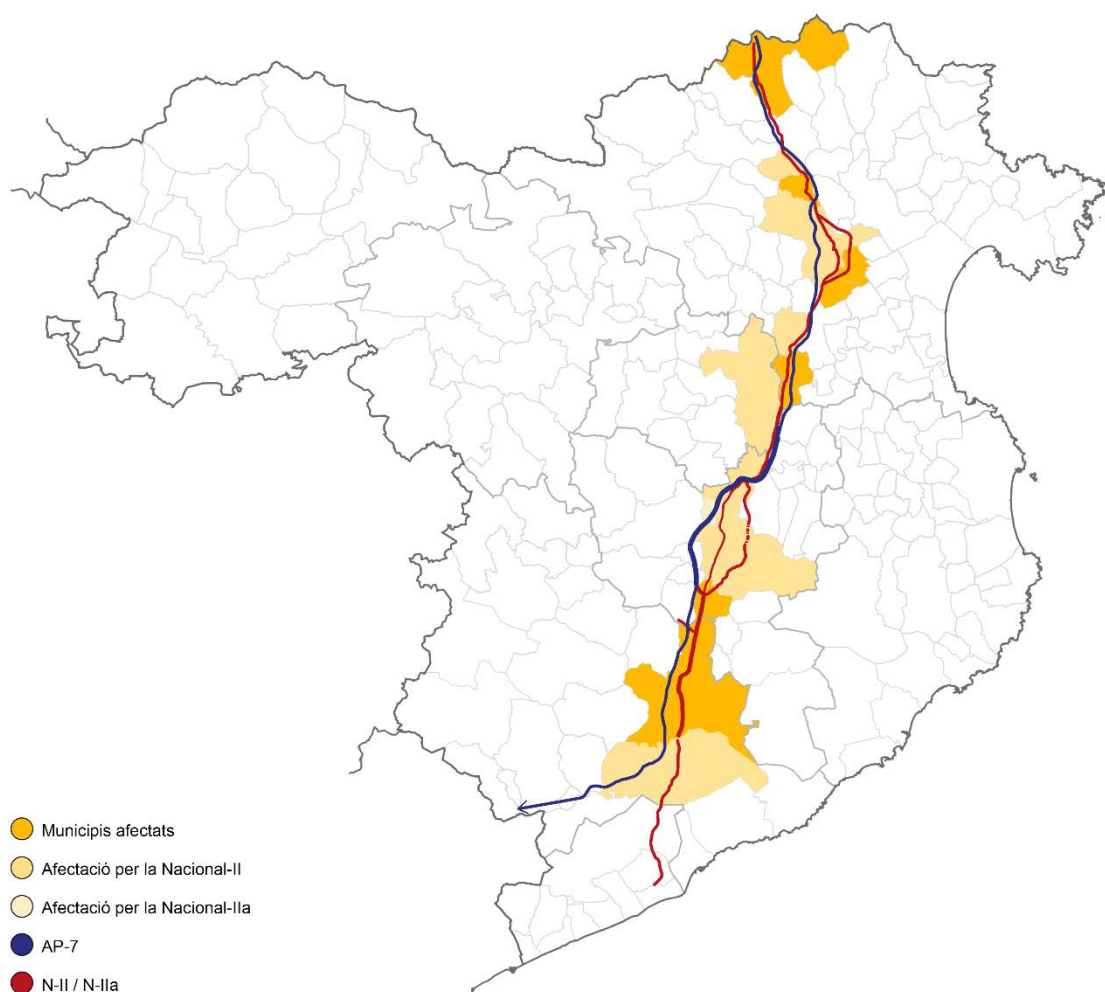 Municipis afectats
Afectació per la Nacional-II
Afectació per la Nacional-IIa
AP-7
N-II / N-IIa